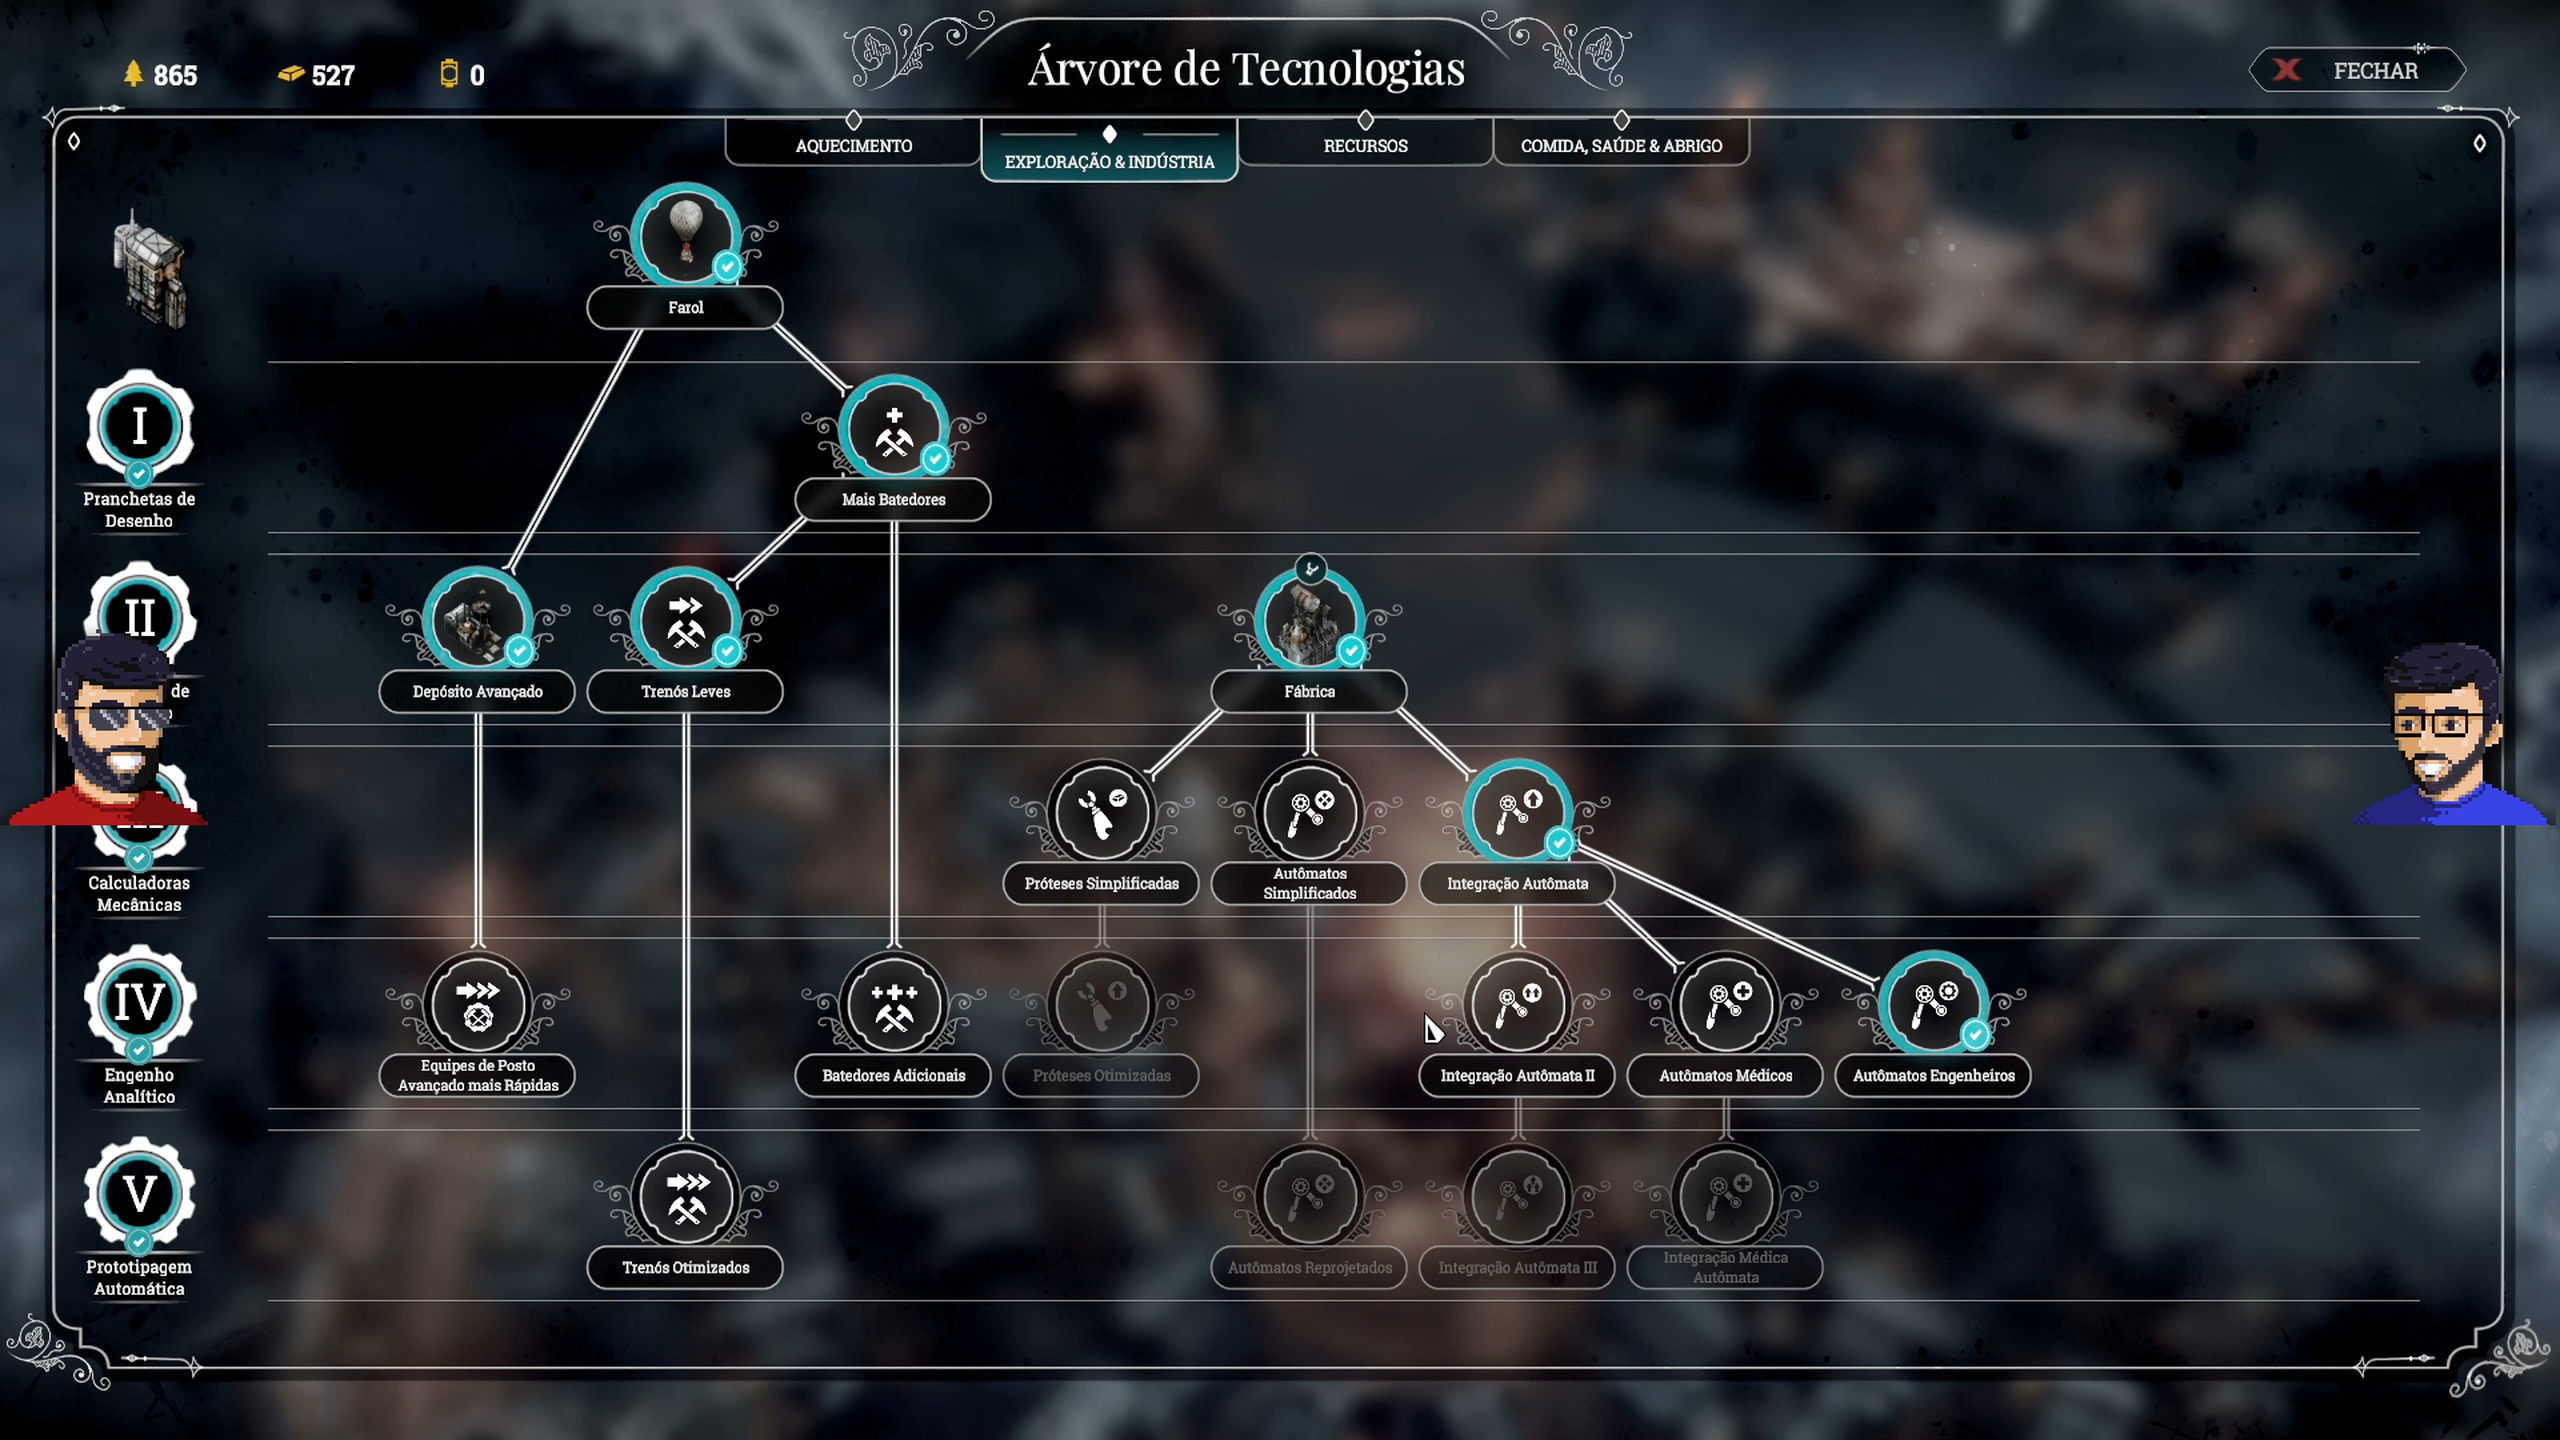 865
527
0
Árvore de Tecnologias
FECHAR
AQUECIMENTO
EXPLORAÇÃO & INDÚSTRIA
RECURSOS
COMIDA, SAÚDE & ABRIGO
Farol
I
Pranchetas de
Desenho
Mais Batedores
II
de
Depósito Avançado
Trenós Leves
Fábrica
Calculadoras
Mecânicas
Próteses Simplificadas
Autômatos
Simplificados
Integração Autômata
IV
Engenho
Analítico
Equipes de Posto
Avançado mais Rápidas
Batedores Adicionais
Próteses Otimizadas
Integração Autômata II
Autômatos Médicos
Autômatos Engenheiros
V
Prototipagem
Automática
Trenós Otimizados
Autômatos Reprojetados
Integração Autômata III
Integração Médica
Autômata